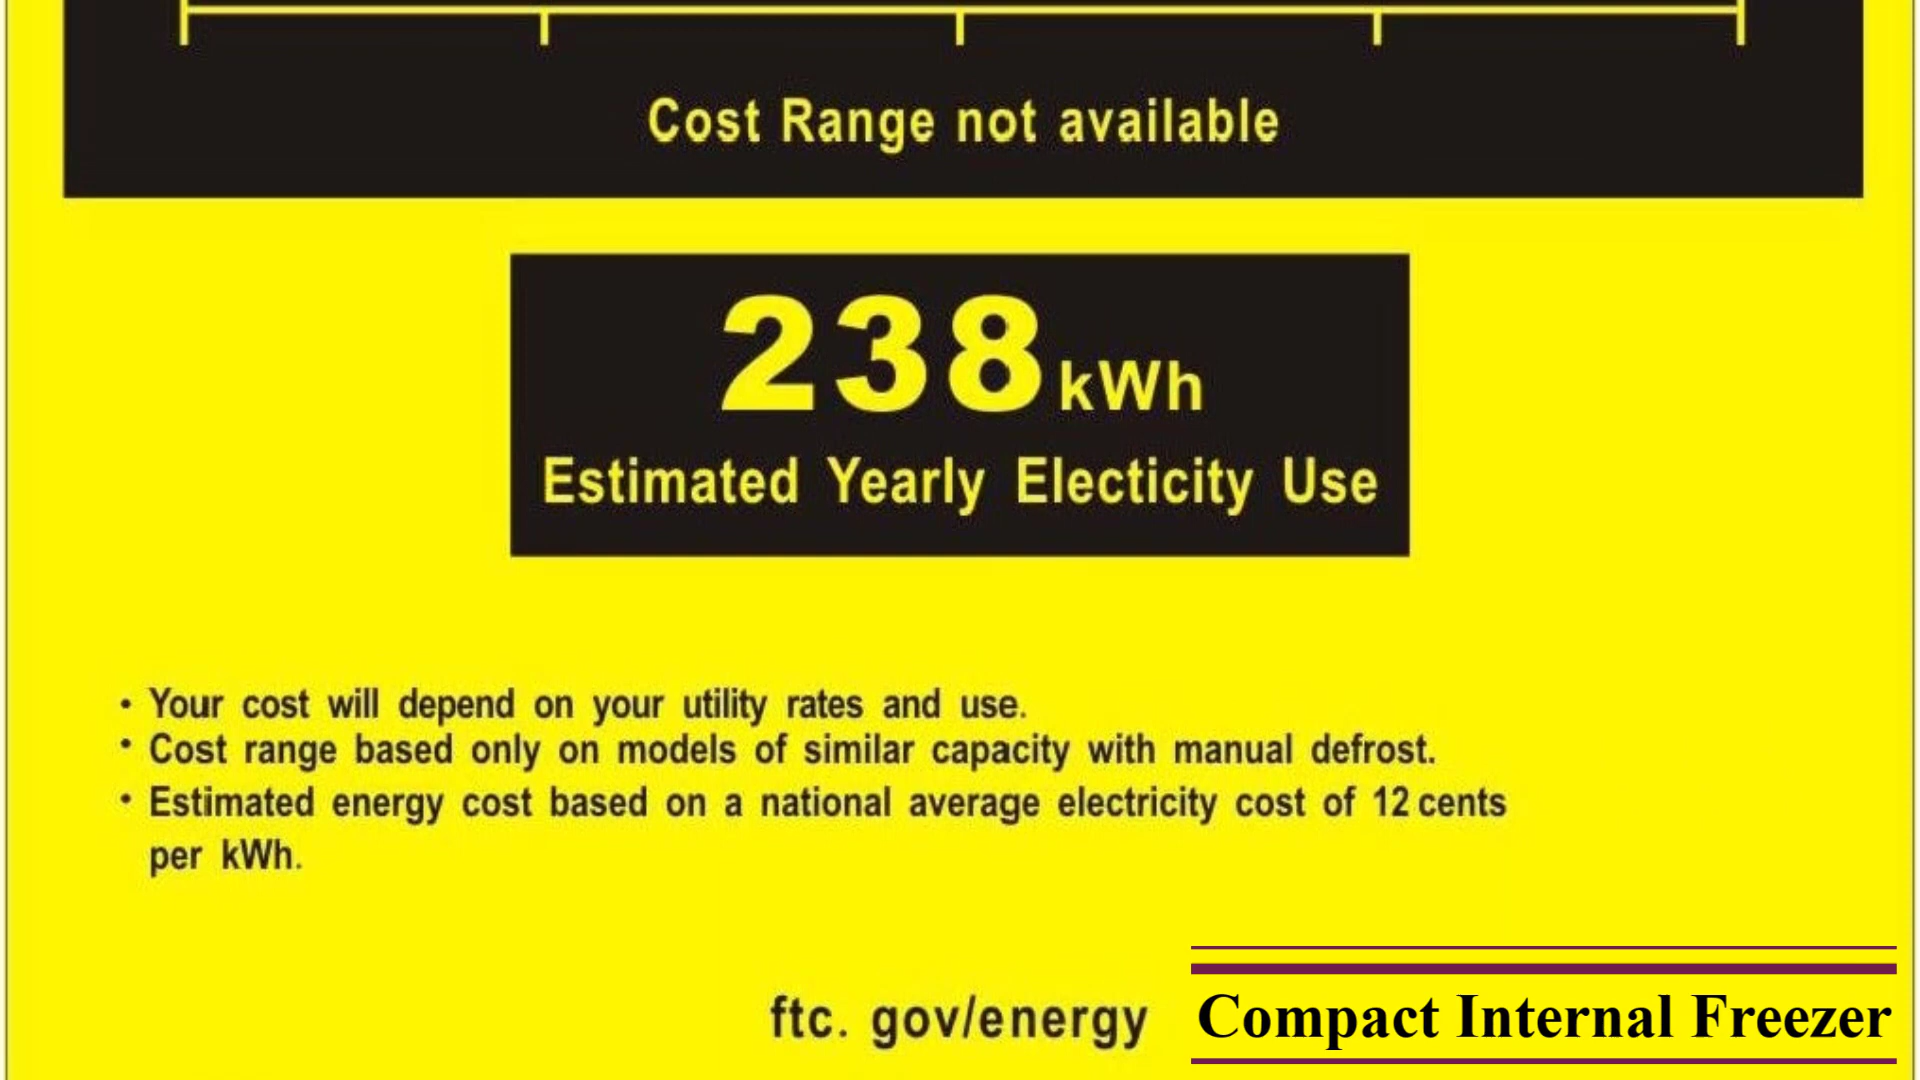 Cost Range not available
238 kWh
Estimated Yearly Electicity Use
• Your cost will depend on your utility rates and use.
• Cost range based only on models of similar capacity with manual defrost.
• Estimated energy cost based on a national average electricity cost of 12 cents
per kWh.
ftc. gov/energy
Compact Internal Freezer